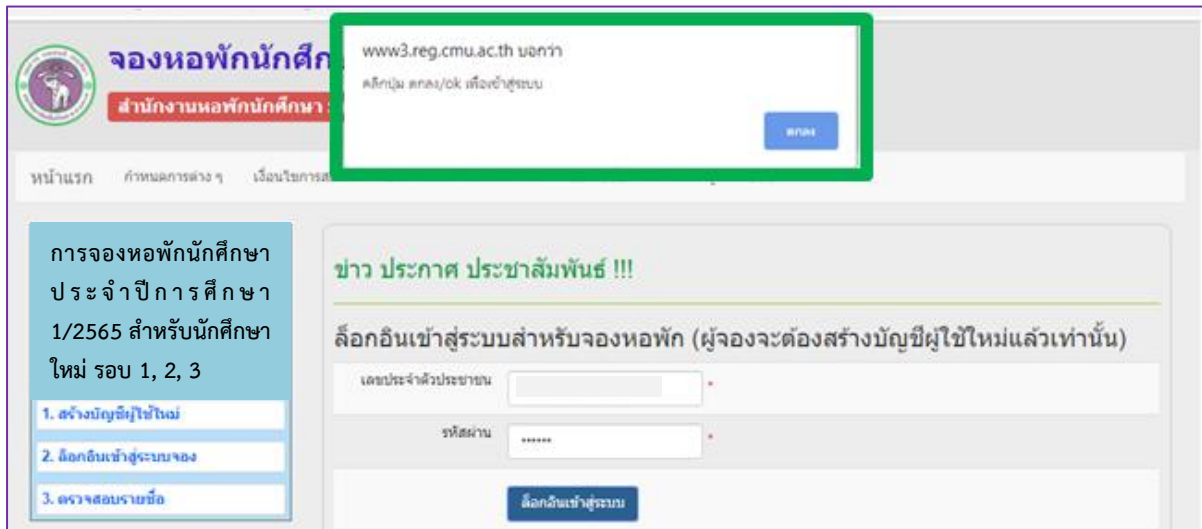 www3.reg.cmu.ac.th บอกว่า
คลิกปุ่ม ตกลง/ok เพื่อเข้าสู่ระบบ
ตกลง
จองหอพักนักศึก
สำนักงานหอพักนักศึกษา
หน้าแรก กำหนดการต่าง ๆ เงื่อนไขการส
การจองหอพักนักศึกษา
ประจำปีการศึกษา
1/2565 สำหรับนักศึกษา
ใหม่ รอบ 1, 2, 3
1. สร้างบัญชีผู้ใช้ใหม่
2. ล็อกอินเข้าสู่ระบบจอง
3. ตรวจสอบรายชื่อ
ข่าว ประกาศ ประชาสัมพันธ์ !!!
ล็อกอินเข้าสู่ระบบสำหรับจองหอพัก (ผู้จองจะต้องสร้างบัญชีผู้ใช้ใหม่แล้วเท่านั้น)
เลขประจำตัวประชาชน *
รหัสผ่าน ...... *
ล็อกอินเข้าสู่ระบบ